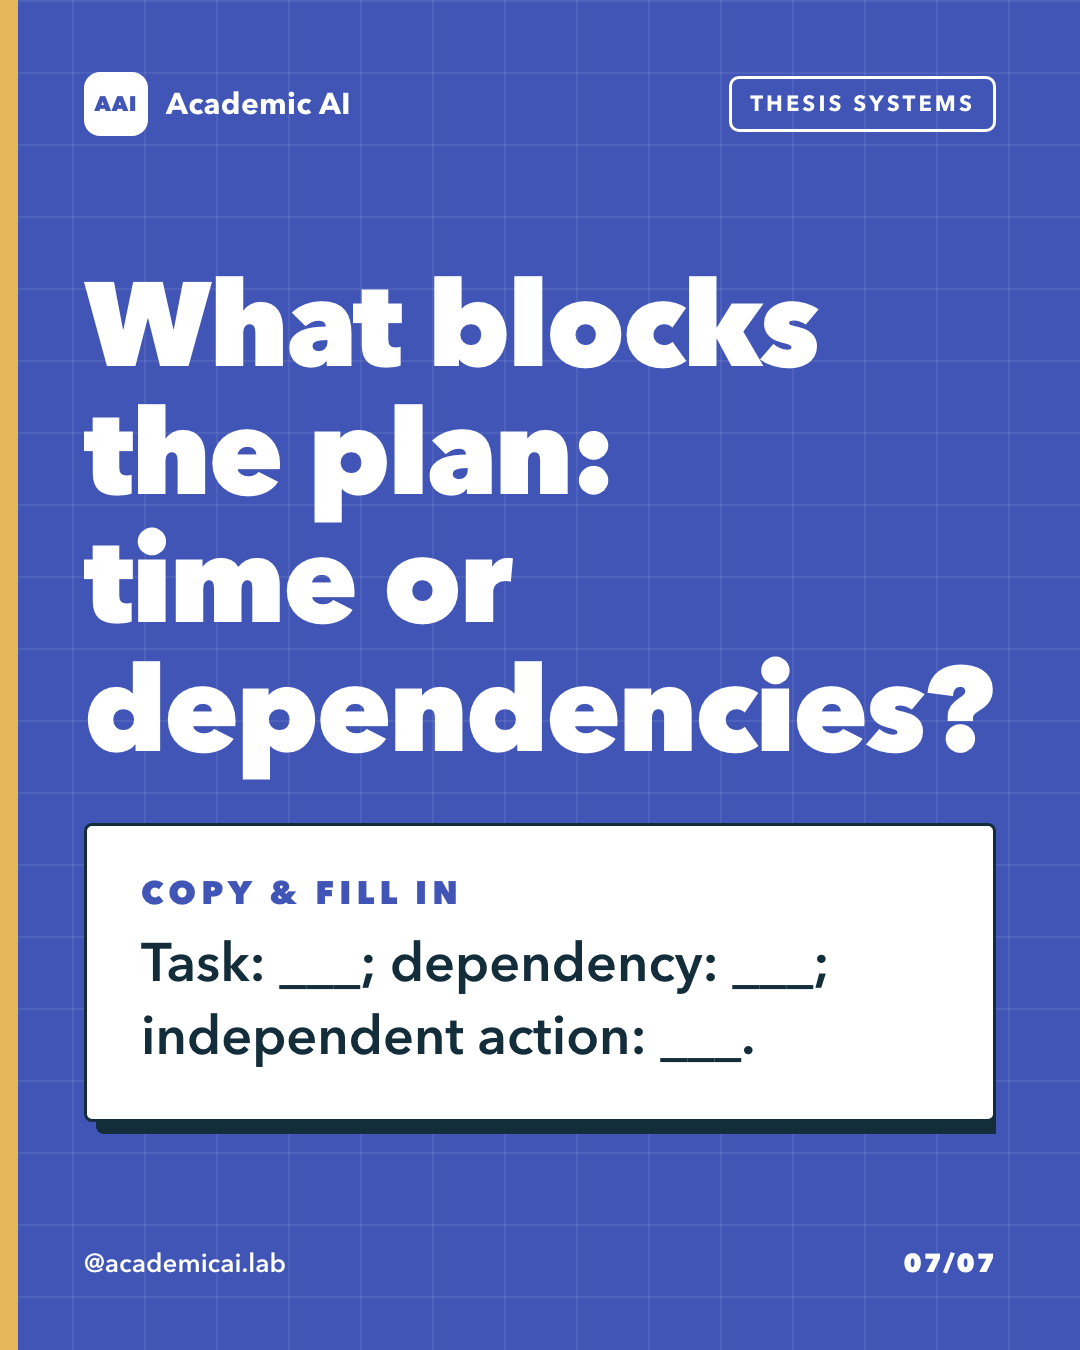 AAI Academic AI
THESIS SYSTEMS
What blocks
the plan:
time or
dependencies?
COPY & FILL IN
Task: ___; dependency: ___;
independent action: ___.
@academicai.lab
07/07